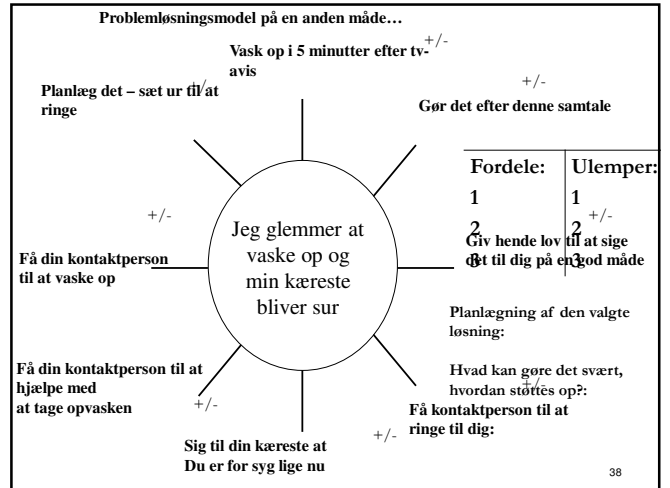 Problemløsningsmodel på en anden måde…
Vask op i 5 minutter efter tv-
avis
+/-
Planlæg det – sæt ur til at
ringe
+/-
+/-
Gør det efter denne samtale
Fordele:
Ulemper:
1
1
2
2
3
3
+/-
Giv hende lov til at sige
det til dig på en god måde
+/-
Jeg glemmer at
vaske op og
min kæreste
bliver sur
Få din kontaktperson
til at vaske op
Planlægning af den valgte
løsning:
Hvad kan gøre det svært,
hvordan støttes op?:
+/-
Få kontaktperson til at
ringe til dig:
Få din kontaktperson til at
hjælpe med
at tage opvasken
+/-
+/-
Sig til din kæreste at
Du er for syg lige nu
38